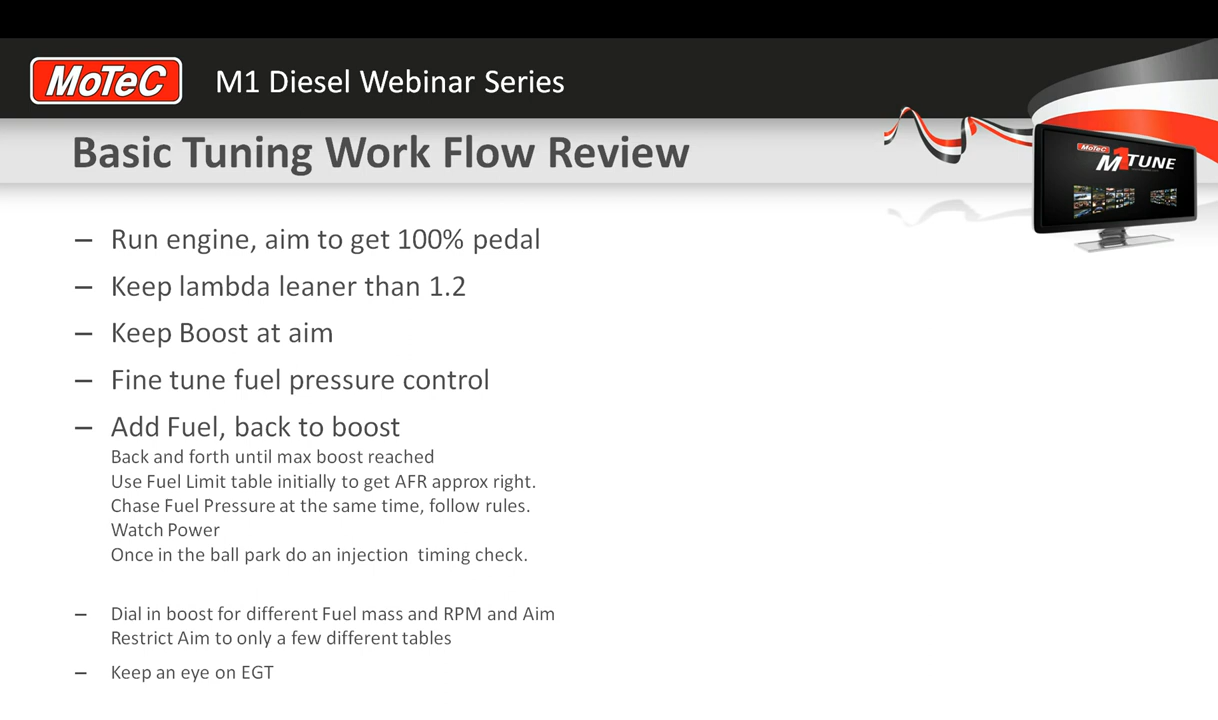 MoTeC M1 Diesel Webinar Series
Basic Tuning Work Flow Review
MoTeC
M1 TUNE
– Run engine, aim to get 100% pedal
– Keep lambda leaner than 1.2
– Keep Boost at aim
– Fine tune fuel pressure control
– Add Fuel, back to boost
Back and forth until max boost reached
Use Fuel Limit table initially to get AFR approx right.
Chase Fuel Pressure at the same time, follow rules.
Watch Power
Once in the ball park do an injection timing check.
– Dial in boost for different Fuel mass and RPM and Aim
Restrict Aim to only a few different tables
– Keep an eye on EGT